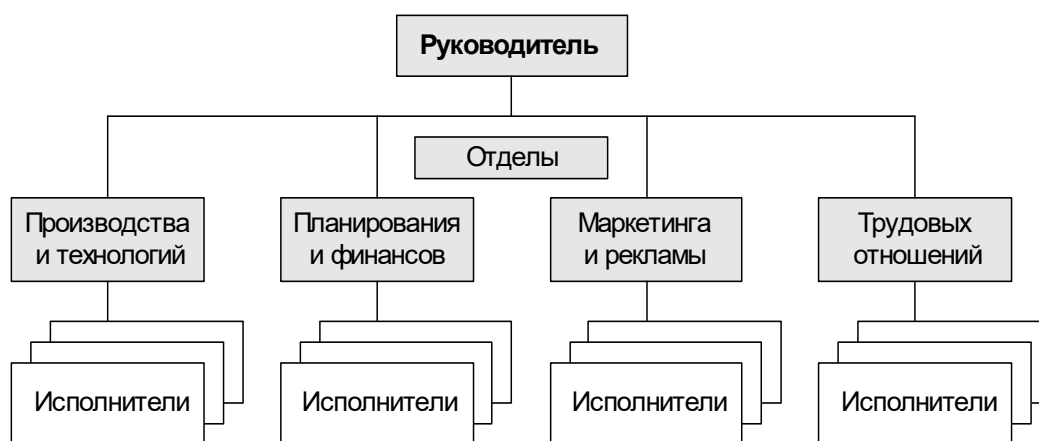 Руководитель
Отделы
Производства
и технологий
Планирования
и финансов
Маркетинга
и рекламы
Трудовых
отношений
Исполнители
Исполнители
Исполнители
Исполнители